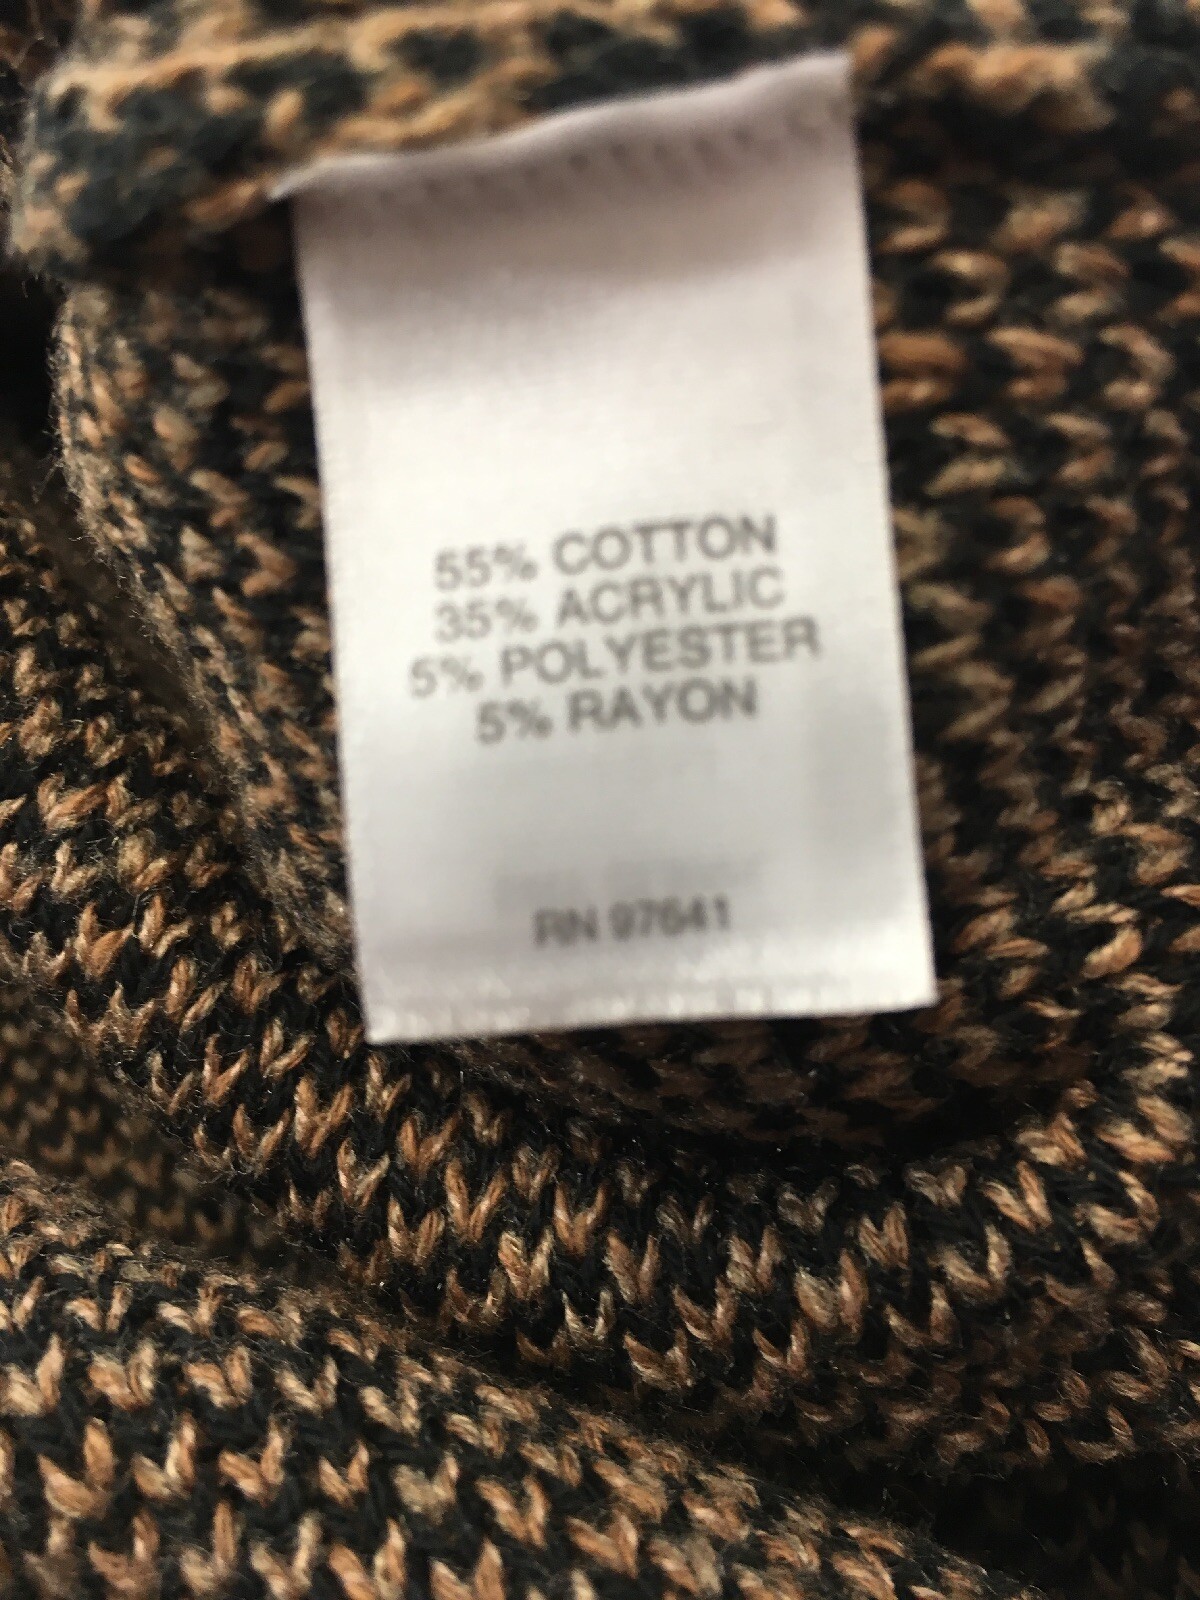 55% COTTON
35% ACRYLIC
5% POLYESTER
5% RAYON
RN 97641